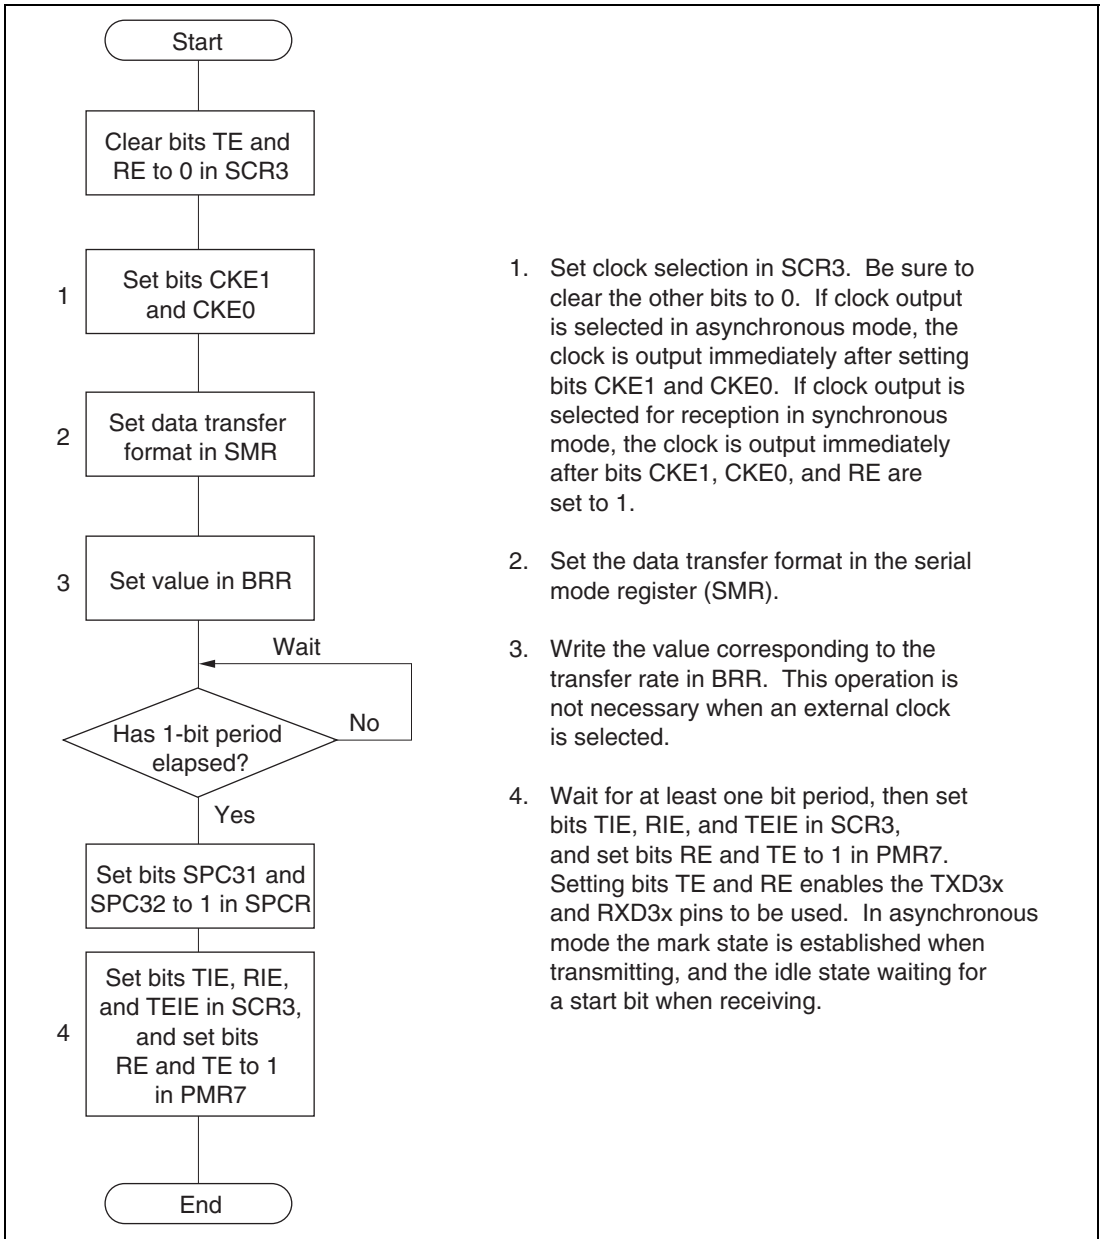 Start
Clear bits TE and
RE to 0 in SCR3
1
Set bits CKE1
and CKE0
2
Set data transfer
format in SMR
3
Set value in BRR
Wait
Has 1-bit period
elapsed?
No
Yes
Set bits SPC31 and
SPC32 to 1 in SPCR
4
Set bits TIE, RIE,
and TEIE in SCR3,
and set bits
RE and TE to 1
in PMR7
End
1. Set clock selection in SCR3. Be sure to
clear the other bits to 0. If clock output
is selected in asynchronous mode, the
clock is output immediately after setting
bits CKE1 and CKE0. If clock output is
selected for reception in synchronous
mode, the clock is output immediately
after bits CKE1, CKE0, and RE are
set to 1.
2. Set the data transfer format in the serial
mode register (SMR).
3. Write the value corresponding to the
transfer rate in BRR. This operation is
not necessary when an external clock
is selected.
4. Wait for at least one bit period, then set
bits TIE, RIE, and TEIE in SCR3,
and set bits RE and TE to 1 in PMR7.
Setting bits TE and RE enables the TXD3x
and RXD3x pins to be used. In asynchronous
mode the mark state is established when
transmitting, and the idle state waiting for
a start bit when receiving.